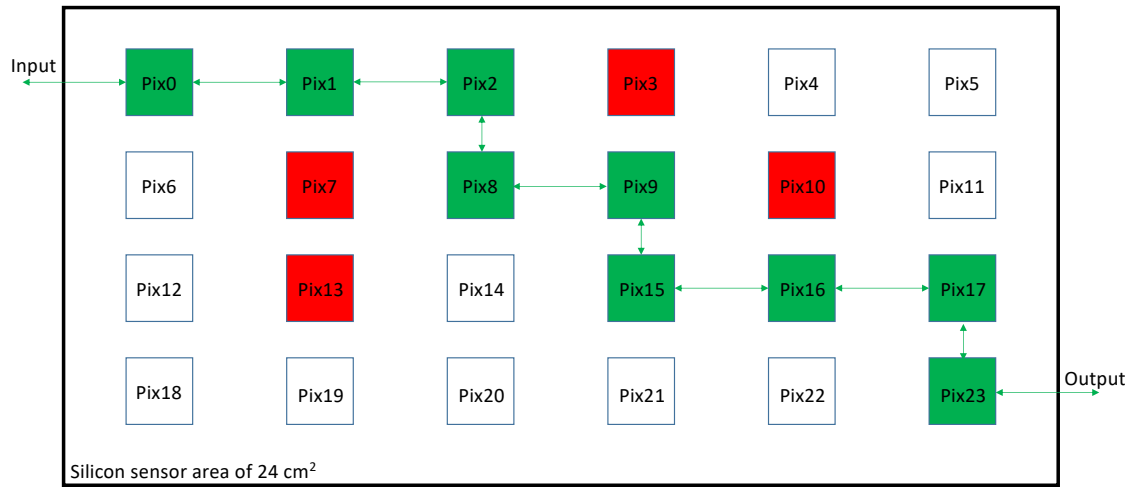 Input
Pix0 Pix1 Pix2 Pix3 Pix4 Pix5
Pix6 Pix7 Pix8 Pix9 Pix10 Pix11
Pix12 Pix13 Pix14 Pix15 Pix16 Pix17
Pix18 Pix19 Pix20 Pix21 Pix22 Pix23
Output
Silicon sensor area of 24 cm²